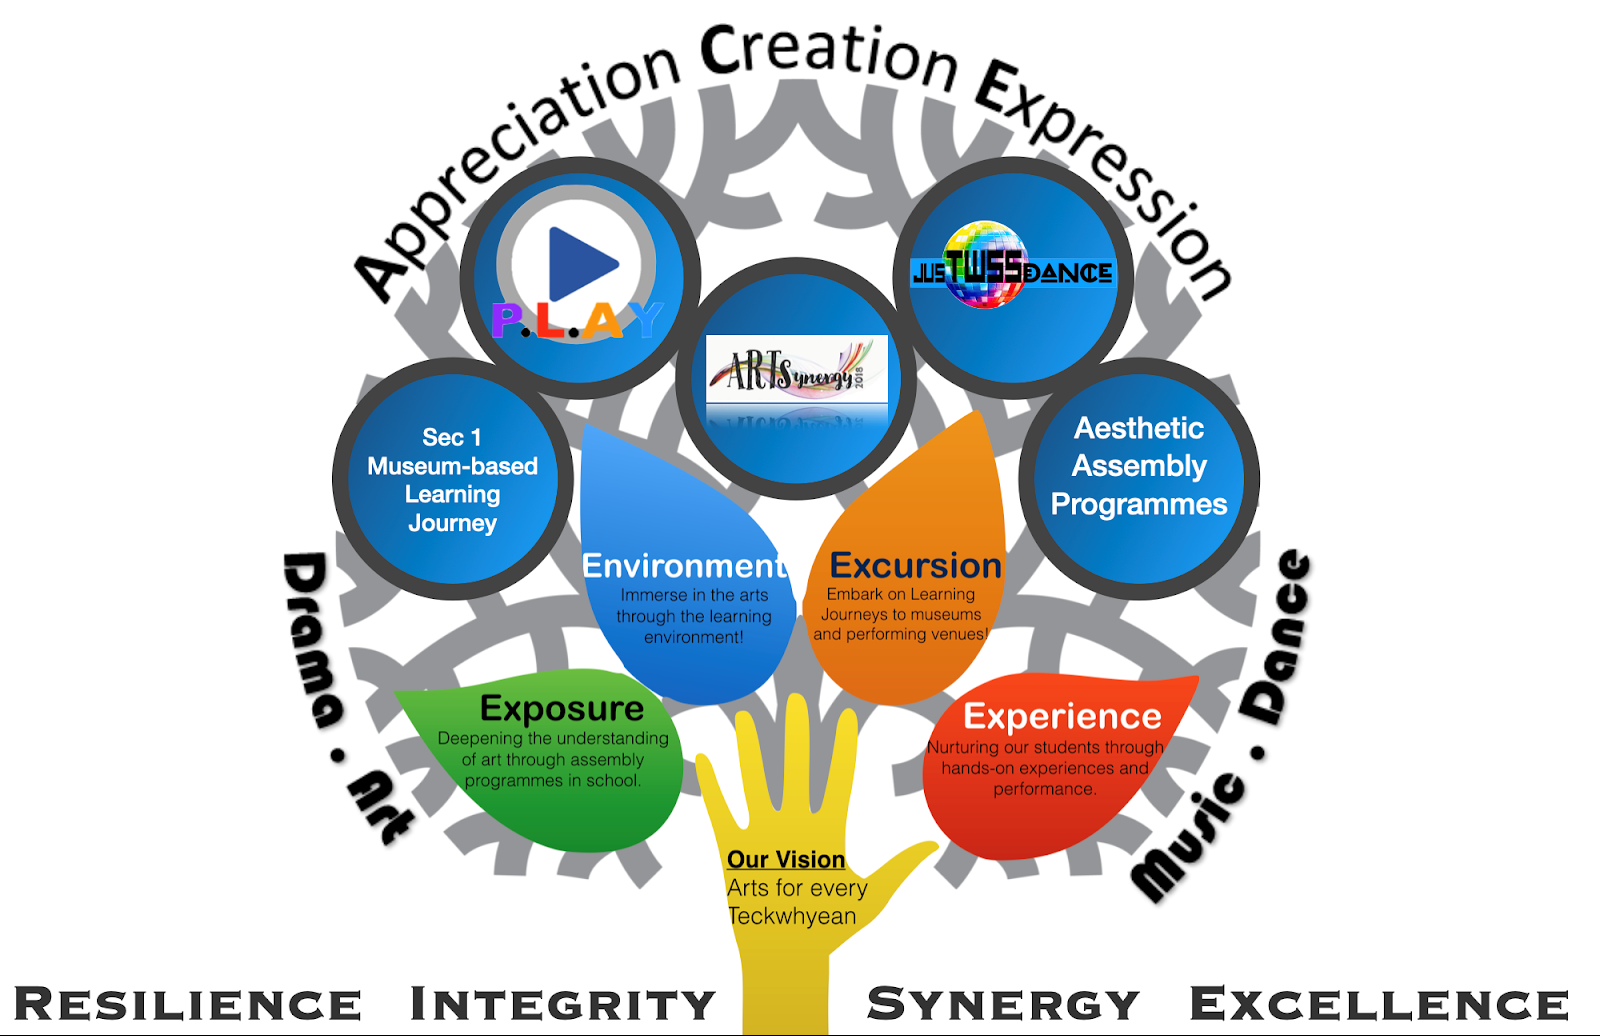 Appreciation Creation Expression
P.L.AY
JUSTWSSDANCE
ARTSynergy 2018
Sec 1
Museum-based
Learning
Journey
Aesthetic
Assembly
Programmes
Environment
Immerse in the arts
through the learning
environment!
Excursion
Embark on Learning
Journeys to museums
and performing venues!
Exposure
Deepening the understanding
of art through assembly
programmes in school.
Experience
Nurturing our students through
hands-on experiences and
performance.
Drama . Art
Music . Dance
Our Vision
Arts for every
Teckwhyean
RESILIENCE INTEGRITY SYNERGY EXCELLENCE